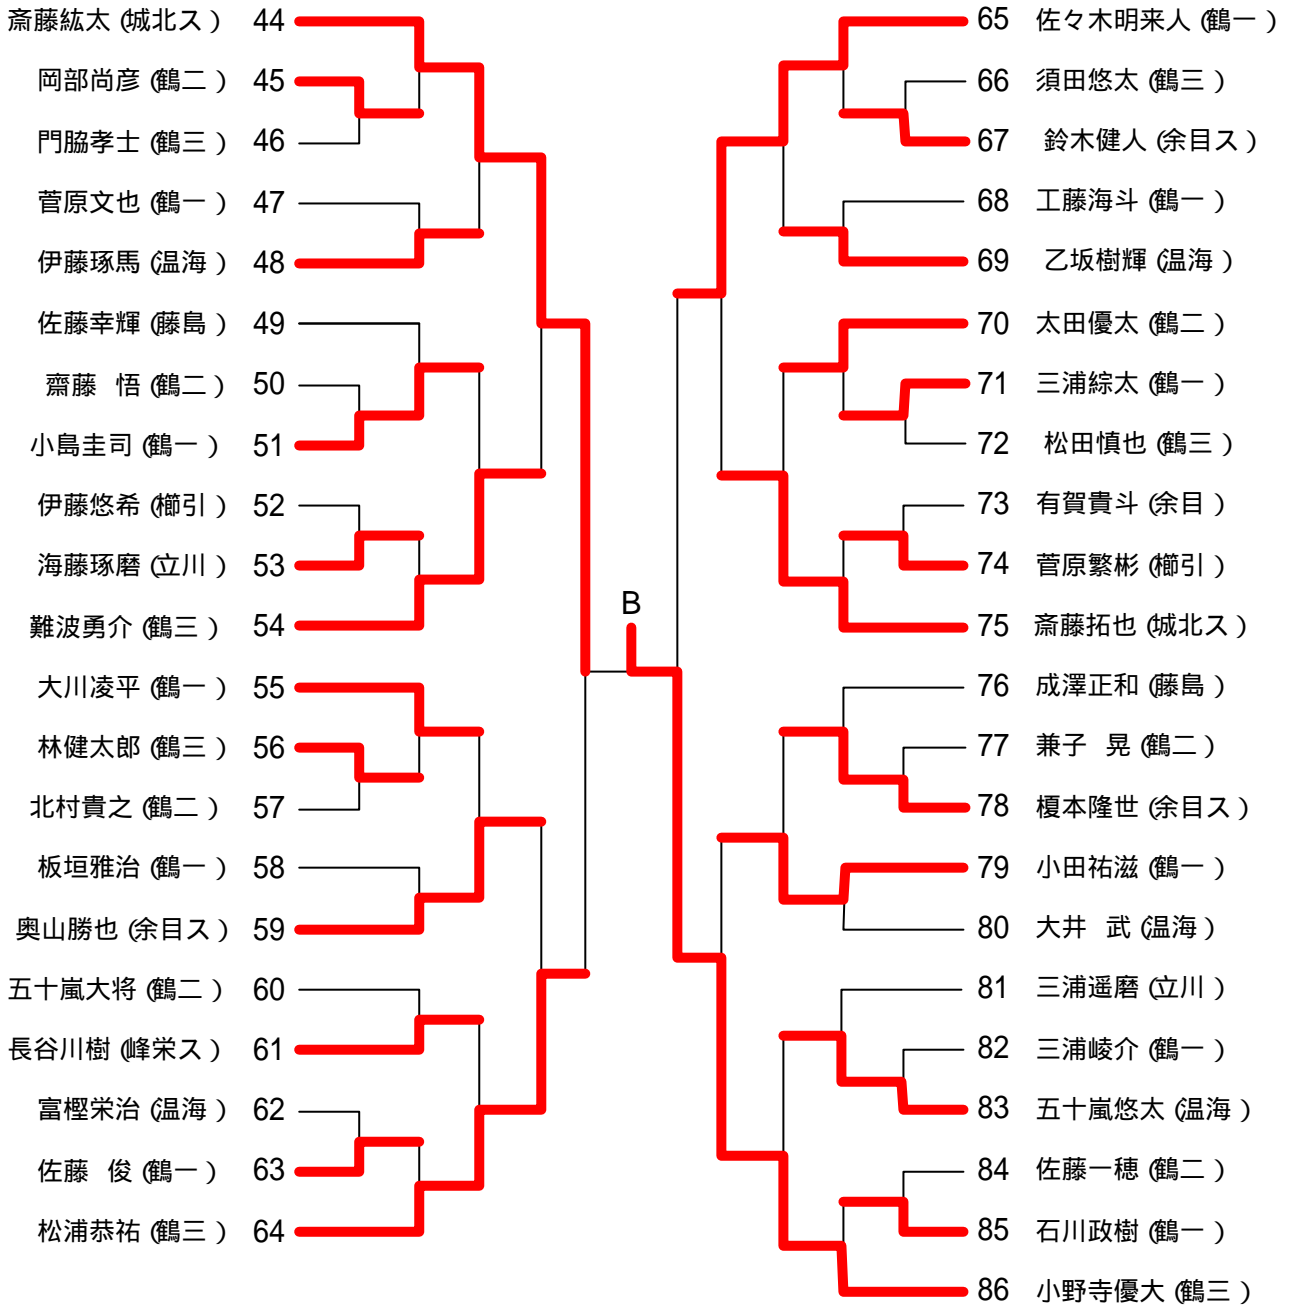 斎藤紘太 (城北ス) 44
岡部尚彦 (鶴二) 45
門脇孝士 (鶴三) 46
菅原文也 (鶴一) 47
伊藤琢馬 (温海) 48
佐藤幸輝 (藤島) 49
齋藤 悟 (鶴二) 50
小島圭司 (鶴一) 51
伊藤悠希 (櫛引) 52
海藤琢磨 (立川) 53
難波勇介 (鶴三) 54
大川凌平 (鶴一) 55
林健太郎 (鶴三) 56
北村貴之 (鶴二) 57
板垣雅治 (鶴一) 58
奥山勝也 (余目ス) 59
五十嵐大将 (鶴二) 60
長谷川樹 (峰栄ス) 61
富樫栄治 (温海) 62
佐藤 俊 (鶴一) 63
松浦恭祐 (鶴三) 64
B
65 佐々木明来人 (鶴一)
66 須田悠太 (鶴三)
67 鈴木健人 (余目ス)
68 工藤海斗 (鶴一)
69 乙坂樹輝 (温海)
70 太田優太 (鶴二)
71 三浦綜太 (鶴一)
72 松田慎也 (鶴三)
73 有賀貴斗 (余目)
74 菅原繁彬 (櫛引)
75 斎藤拓也 (城北ス)
76 成澤正和 (藤島)
77 兼子 晃 (鶴二)
78 榎本隆世 (余目ス)
79 小田祐滋 (鶴一)
80 大井 武 (温海)
81 三浦遥磨 (立川)
82 三浦崚介 (鶴一)
83 五十嵐悠太 (温海)
84 佐藤一穂 (鶴二)
85 石川政樹 (鶴一)
86 小野寺優大 (鶴三)